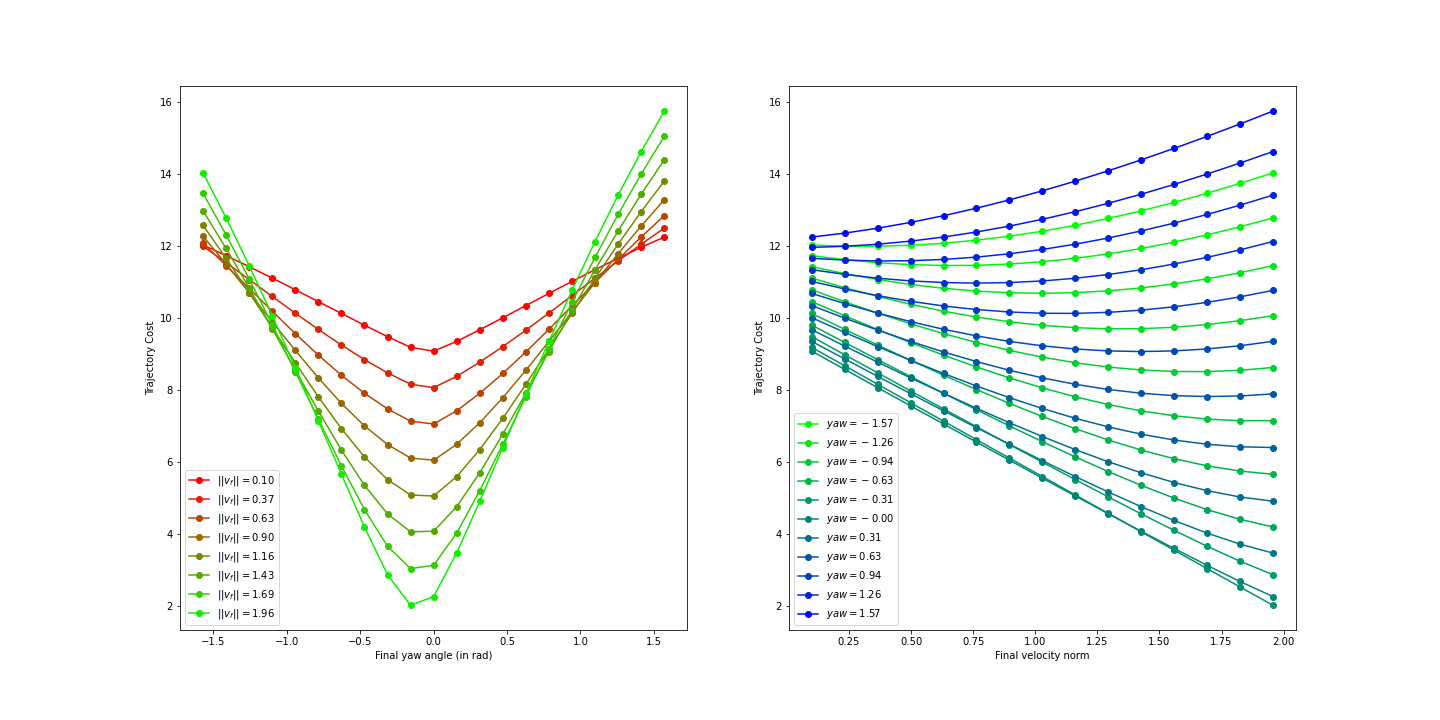 16
14
12
10
8
6
4
2
Trajectory Cost
||v_f|| = 0.10
||v_f|| = 0.37
||v_f|| = 0.63
||v_f|| = 0.90
||v_f|| = 1.16
||v_f|| = 1.43
||v_f|| = 1.69
||v_f|| = 1.96
−1.5 −1.0 −0.5 0.0 0.5 1.0 1.5
Final yaw angle (in rad)
16
14
12
10
8
6
4
2
Trajectory Cost
yaw = −1.57
yaw = −1.26
yaw = −0.94
yaw = −0.63
yaw = −0.31
yaw = −0.00
yaw = 0.31
yaw = 0.63
yaw = 0.94
yaw = 1.26
yaw = 1.57
0.25 0.50 0.75 1.00 1.25 1.50 1.75 2.00
Final velocity norm